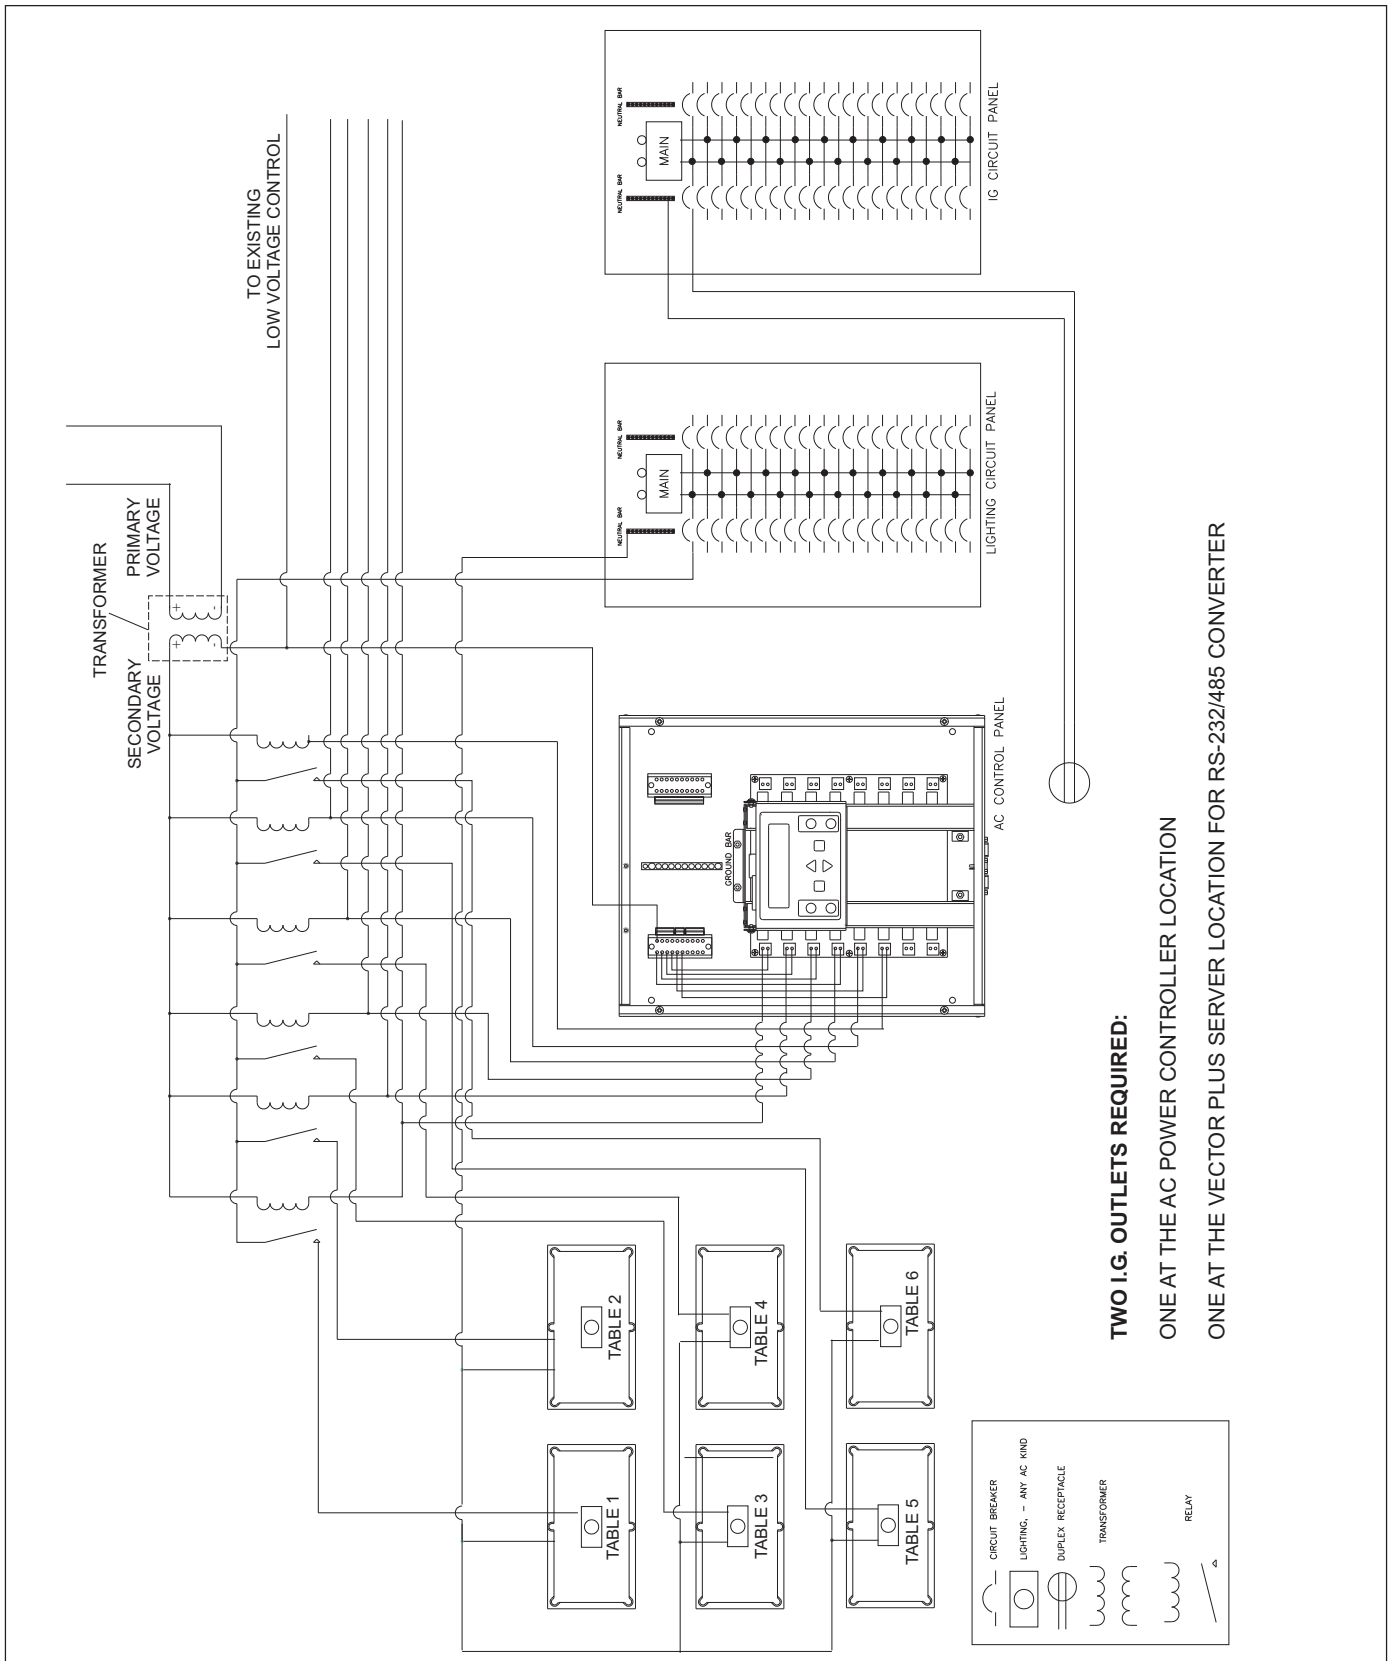 TO EXISTING
LOW VOLTAGE CONTROL
TRANSFORMER
PRIMARY
VOLTAGE
SECONDARY
VOLTAGE
+
-
+
-
NEUTRAL BAR
MAIN
NEUTRAL BAR
IG CIRCUIT PANEL
NEUTRAL BAR
MAIN
NEUTRAL BAR
LIGHTING CIRCUIT PANEL
GROUND BAR
AC CONTROL PANEL
TABLE 1
TABLE 2
TABLE 3
TABLE 4
TABLE 5
TABLE 6
TWO I.G. OUTLETS REQUIRED:
ONE AT THE AC POWER CONTROLLER LOCATION
ONE AT THE VECTOR PLUS SERVER LOCATION FOR RS-232/485 CONVERTER
CIRCUIT BREAKER
LIGHTING, - ANY AC KIND
DUPLEX RECEPTACLE
TRANSFORMER
RELAY